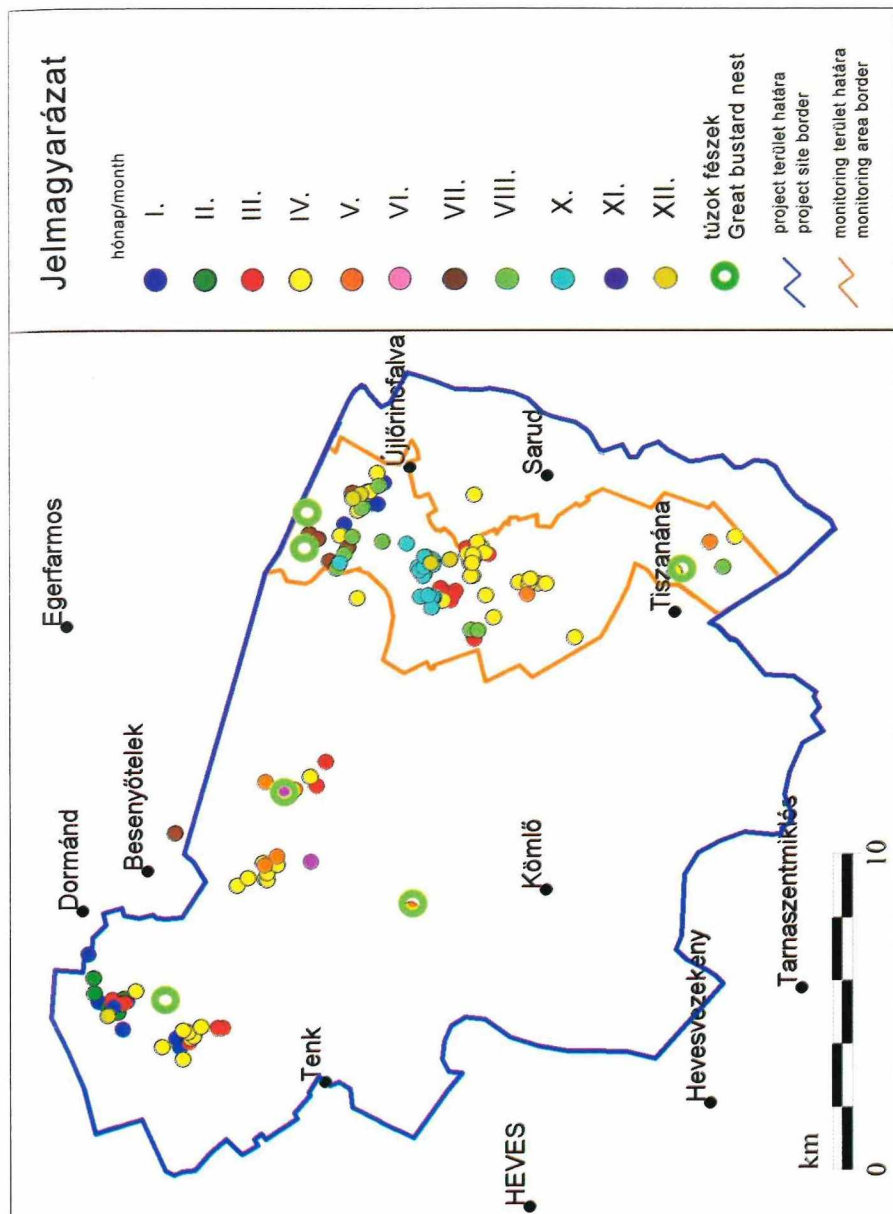 Jelmagyarázat
hónap/month
I.
II.
III.
IV.
V.
VI.
VII.
VIII.
X.
XI.
XII.
túzok fészek
Great bustard nest
project terület határa
project site border
monitoring terület határa
monitoring area border
Egerfarmos
Dormánd
Besenyőtelek
Újlőrincfalva
Tenk
Sarud
Kömlő
HEVES
Tiszanána
Hevesvezekény
Tarnaszentmiklós
km
0
10